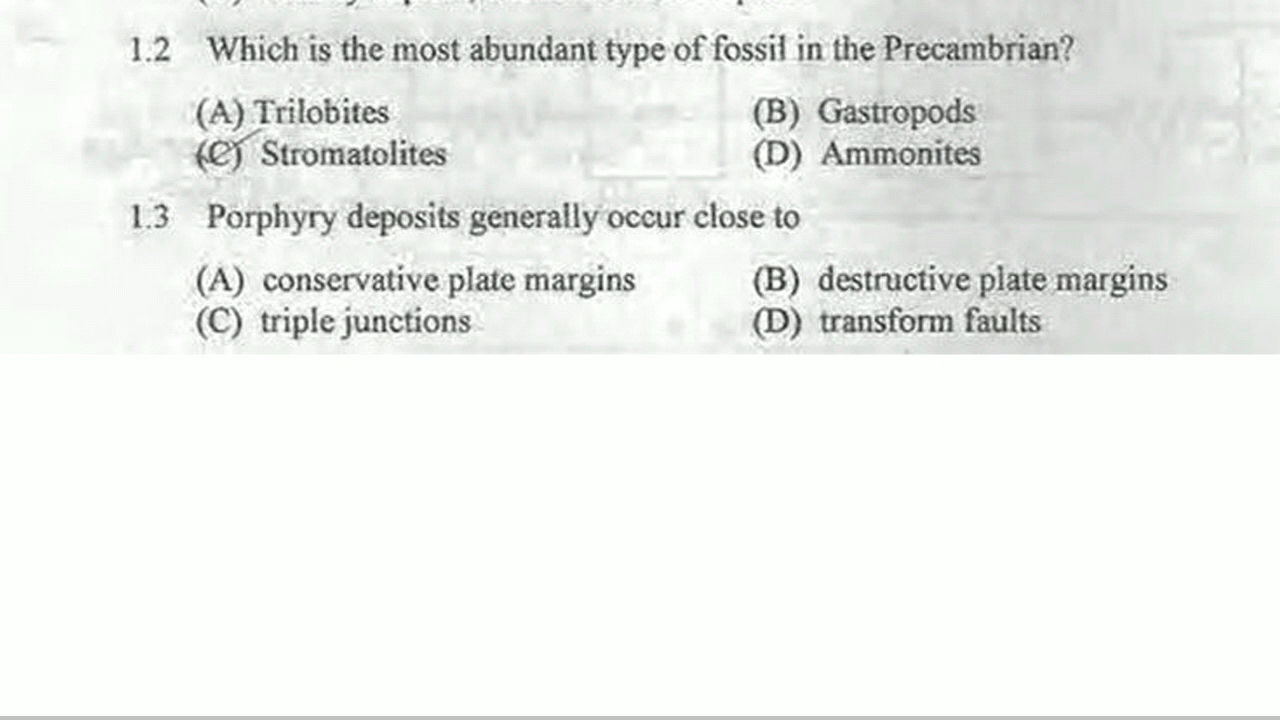 1.2 Which is the most abundant type of fossil in the Precambrian?
(A) Trilobites (B) Gastropods
(C) Stromatolites (D) Ammonites
1.3 Porphyry deposits generally occur close to
(A) conservative plate margins (B) destructive plate margins
(C) triple junctions (D) transform faults